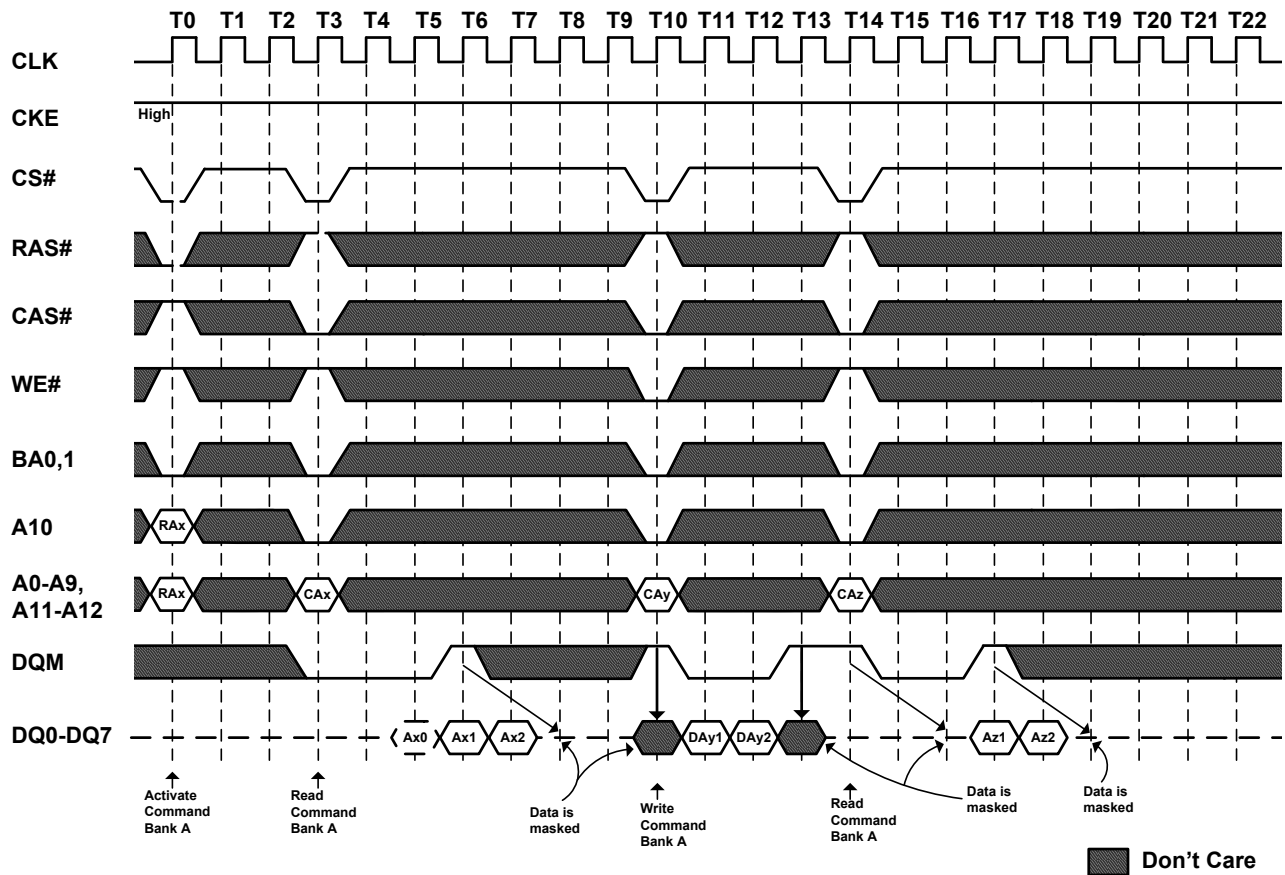 T0 T1 T2 T3 T4 T5 T6 T7 T8 T9 T10 T11 T12 T13 T14 T15 T16 T17 T18 T19 T20 T21 T22
CLK
CKE
High
CS#
RAS#
CAS#
WE#
BA0,1
A10
RAx
A0-A9,
A11-A12
RAx CAx CAy CAz
DQM
DQ0-DQ7
Ax0 Ax1 Ax2 DAy1 DAy2 Az1 Az2
Activate
Command
Bank A
Read
Command
Bank A
Data is
masked
Write
Command
Bank A
Read
Command
Bank A
Data is
masked
Data is
masked
Don't Care